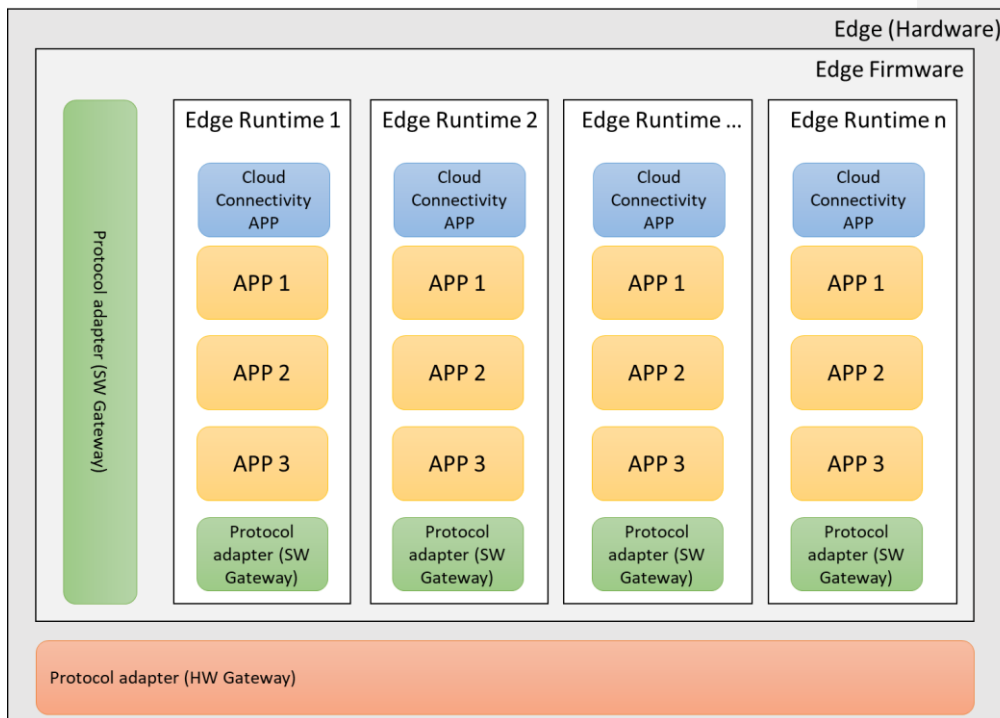 Edge (Hardware)
Edge Firmware
Protocol adapter (SW Gateway)
Edge Runtime 1
Cloud
Connectivity
APP
APP 1
APP 2
APP 3
Protocol
adapter (SW
Gateway)
Edge Runtime 2
Cloud
Connectivity
APP
APP 1
APP 2
APP 3
Protocol
adapter (SW
Gateway)
Edge Runtime ...
Cloud
Connectivity
APP
APP 1
APP 2
APP 3
Protocol
adapter (SW
Gateway)
Edge Runtime n
Cloud
Connectivity
APP
APP 1
APP 2
APP 3
Protocol
adapter (SW
Gateway)
Protocol adapter (HW Gateway)